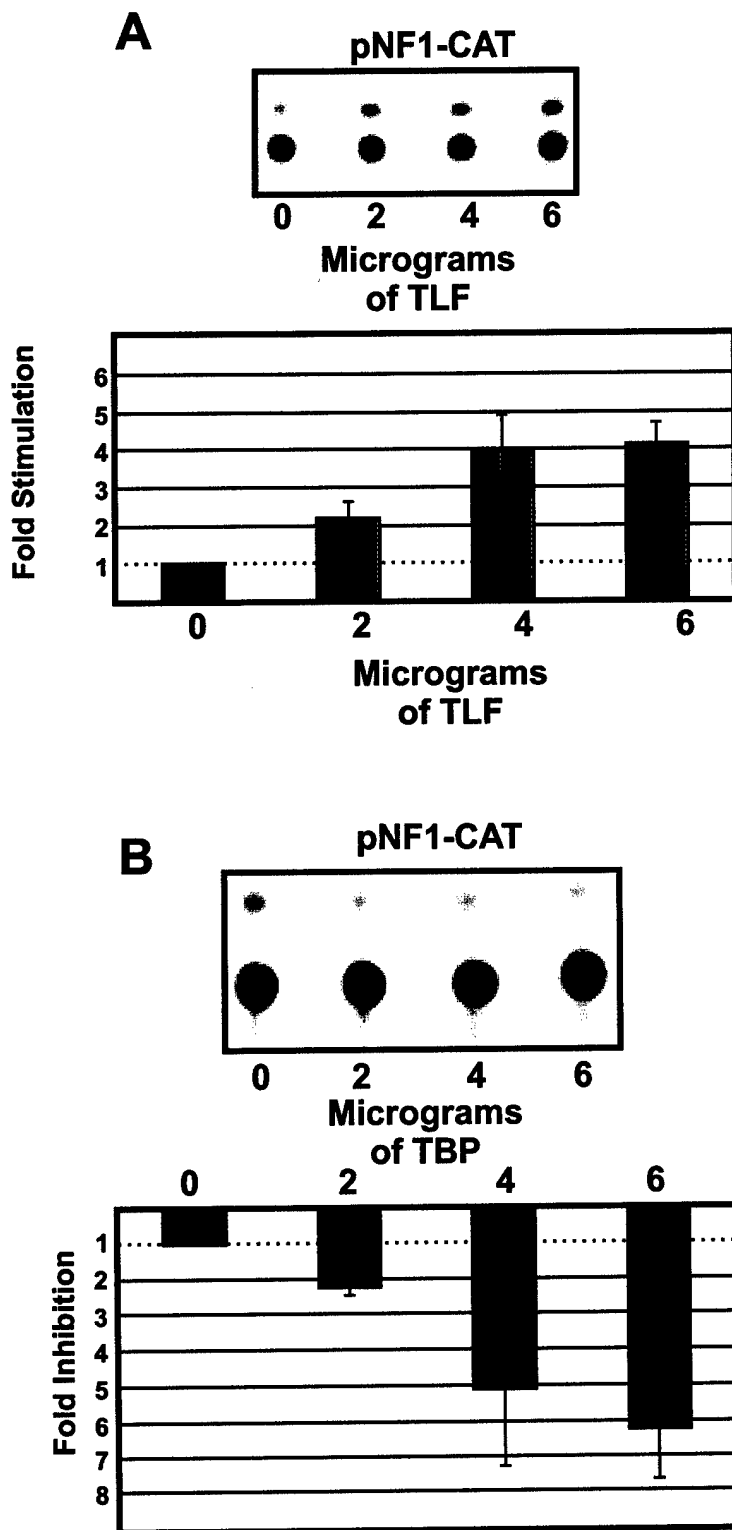 A
pNF1-CAT
0 2 4 6
Micrograms
of TLF
Fold Stimulation
6
5
4
3
2
1
0 2 4 6
Micrograms
of TLF
B
pNF1-CAT
0 2 4 6
Micrograms
of TBP
0 2 4 6
Fold Inhibition
1
2
3
4
5
6
7
8